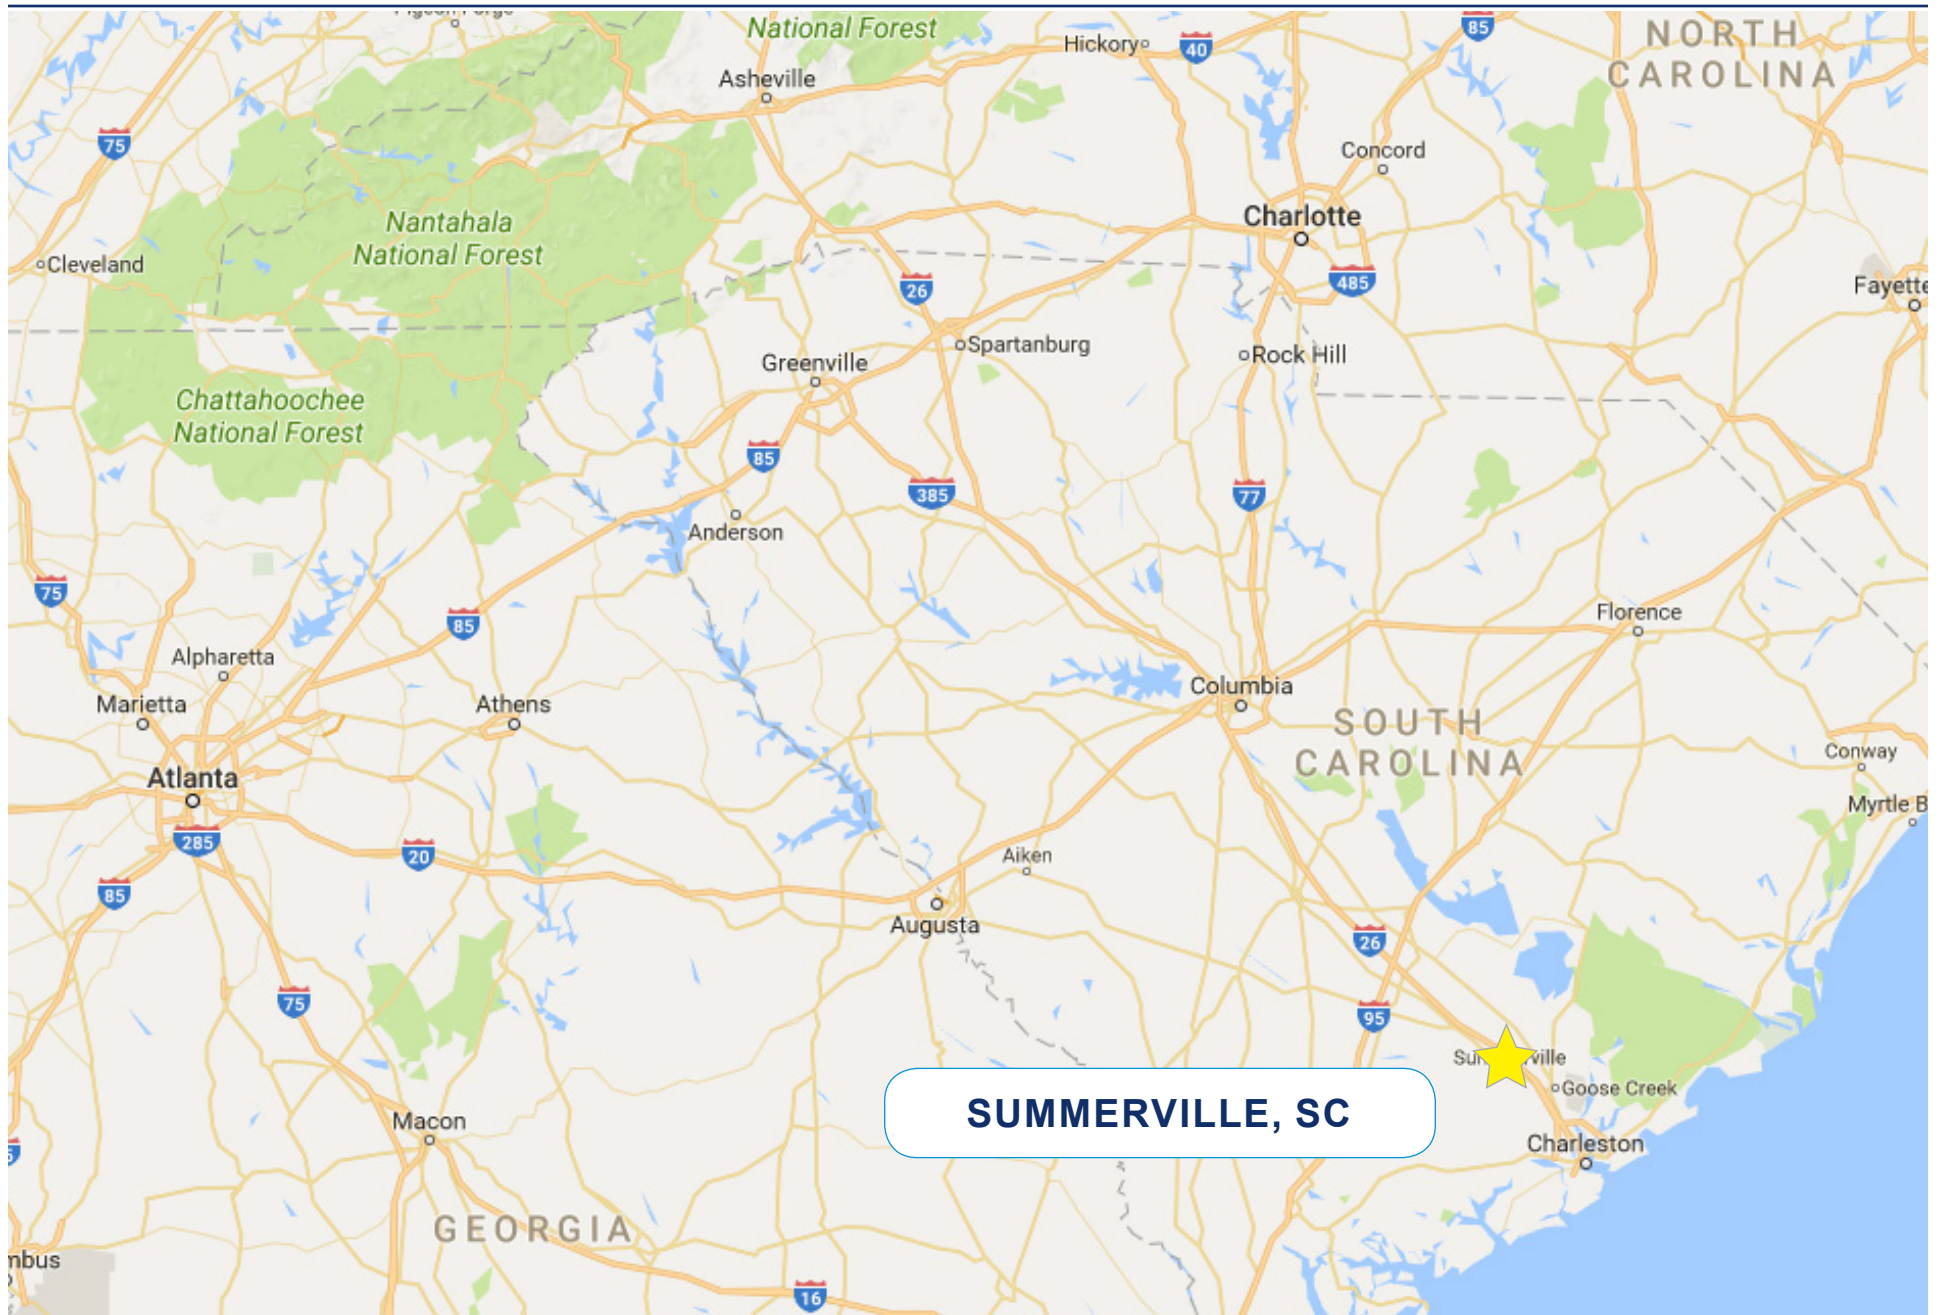 National Forest
Hickory
40
85
NORTH
CAROLINA
Asheville
75
Concord
Nantahala
National Forest
Charlotte
Cleveland
26
485
Fayette
Spartanburg
Greenville
Rock Hill
Chattahoochee
National Forest
85
385
77
Anderson
75
85
Florence
Alpharetta
Marietta
Athens
Columbia
SOUTH
CAROLINA
Conway
Atlanta
Myrtle B
285
20
Aiken
85
Augusta
26
75
95
Goose Creek
SUMMERVILLE, SC
Macon
Charleston
GEORGIA
mbus
16